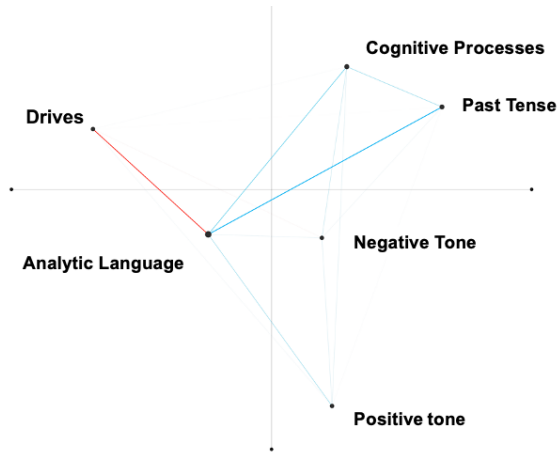 Cognitive Processes
Past Tense
Drives
Negative Tone
Analytic Language
Positive tone